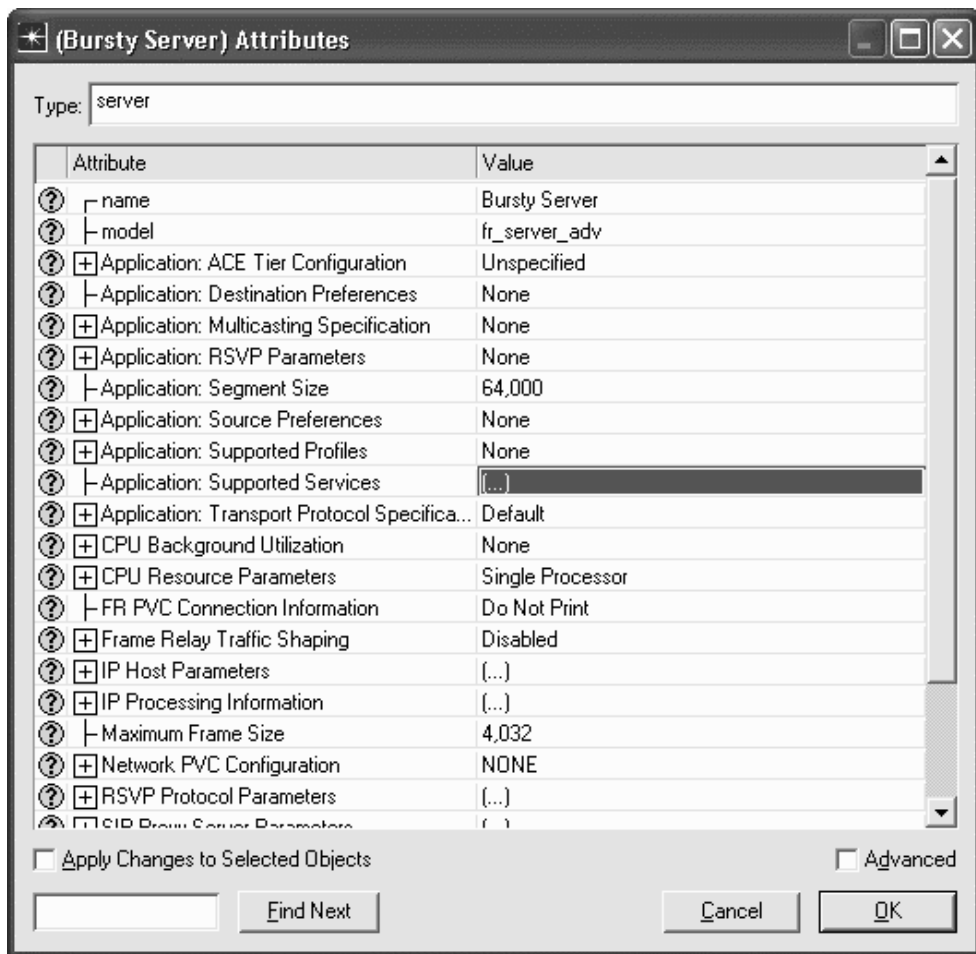 (Bursty Server) Attributes
Type: server
Attribute Value
name Bursty Server
model fr_server_adv
Application: ACE Tier Configuration Unspecified
Application: Destination Preferences None
Application: Multicasting Specification None
Application: RSVP Parameters None
Application: Segment Size 64,000
Application: Source Preferences None
Application: Supported Profiles None
Application: Supported Services (...)
Application: Transport Protocol Specifica... Default
CPU Background Utilization None
CPU Resource Parameters Single Processor
FR PVC Connection Information Do Not Print
Frame Relay Traffic Shaping Disabled
IP Host Parameters (...)
IP Processing Information (...)
Maximum Frame Size 4,032
Network PVC Configuration NONE
RSVP Protocol Parameters (...)
SIP Proxy Server Parameters (...)
Apply Changes to Selected Objects Advanced
Find Next Cancel OK